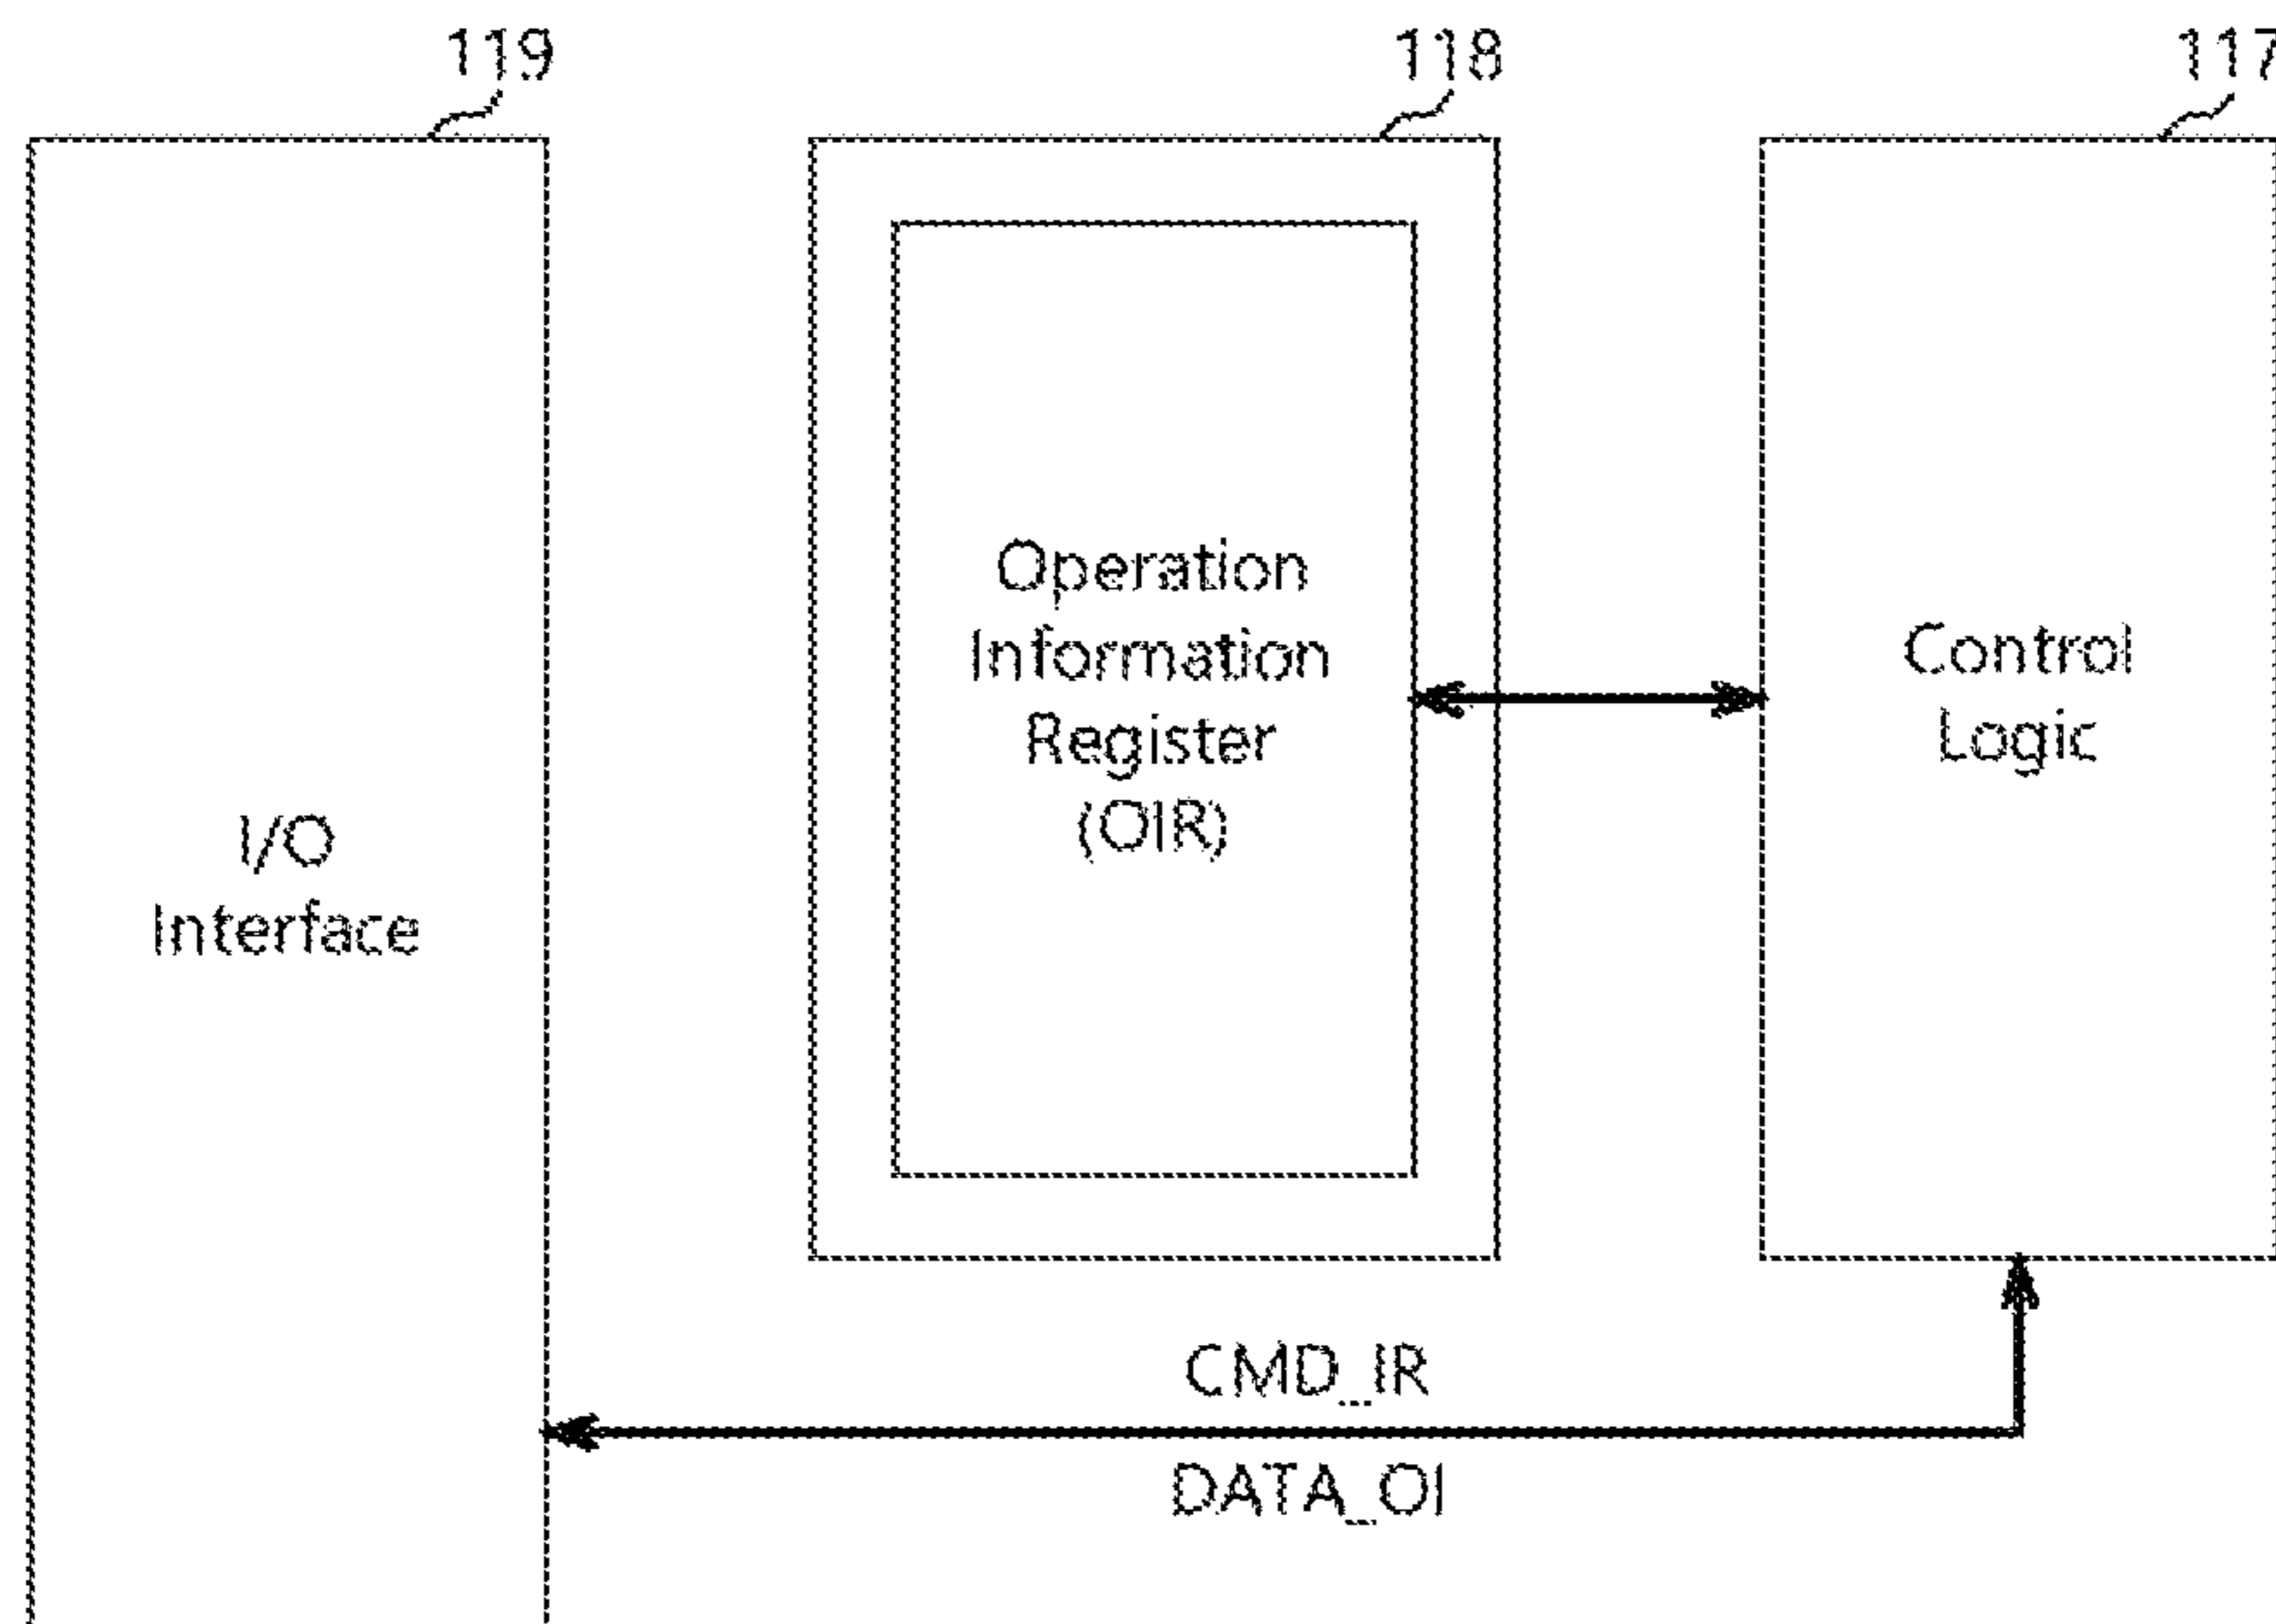 119
118
117
I/O
Interface
Operation
Information
Register
(OIR)
Control
Logic
CMD_IR
DATA_OI